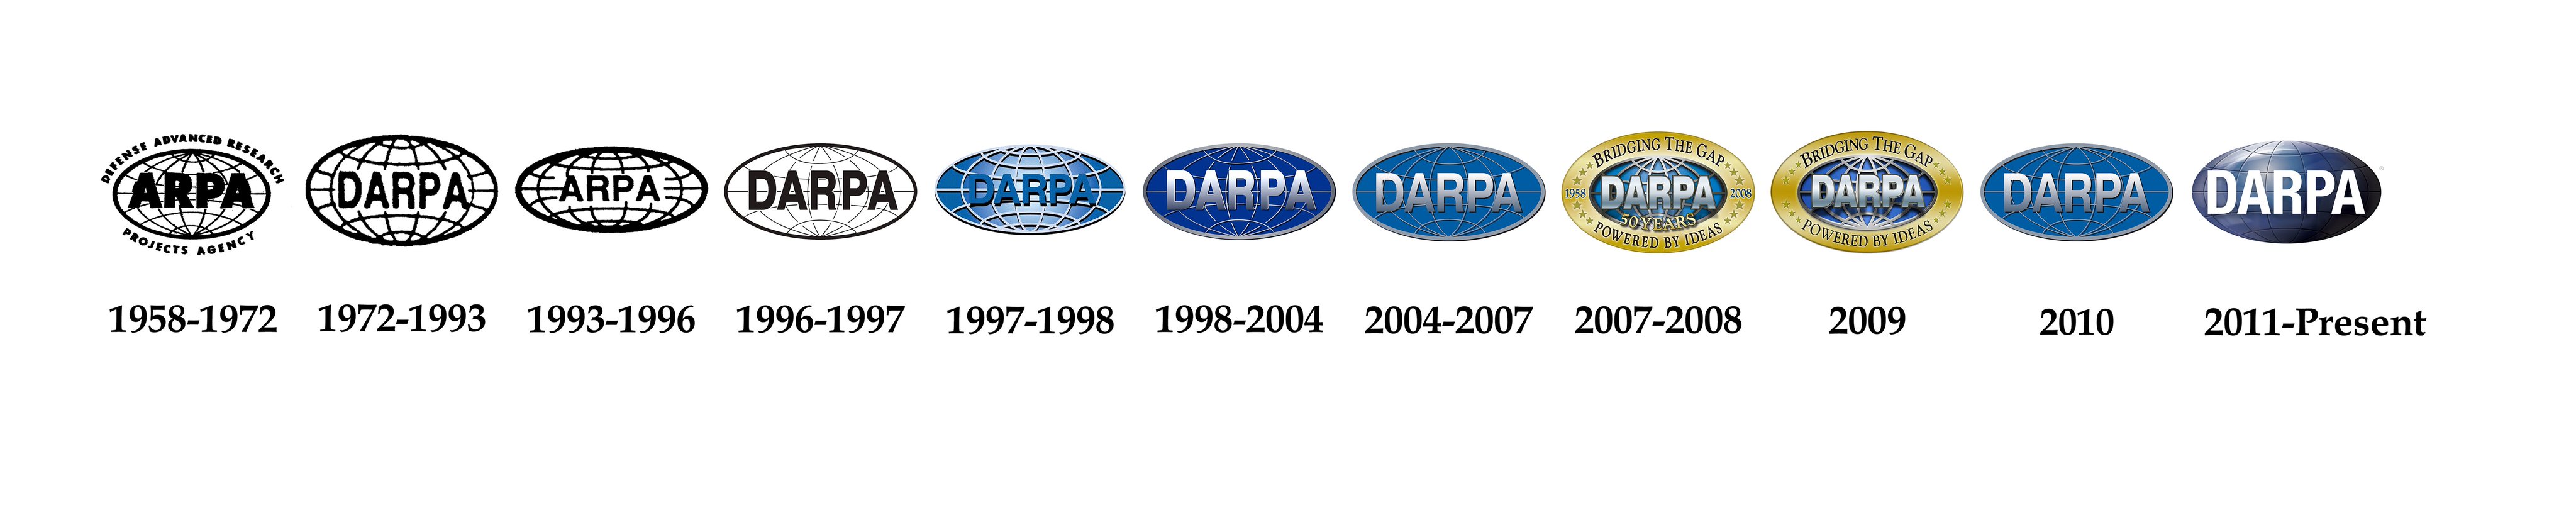 DEFENSE ADVANCED RESEARCH
ARPA
PROJECTS AGENCY
1958-1972
DARPA
1972-1993
ARPA
1993-1996
DARPA
1996-1997
DARPA
1997-1998
DARPA
1998-2004
DARPA
2004-2007
BRIDGING THE GAP
1958
DARPA
2008
50 YEARS
POWERED BY IDEAS
2007-2008
BRIDGING THE GAP
DARPA
POWERED BY IDEAS
2009
DARPA
2010
DARPA
2011-Present